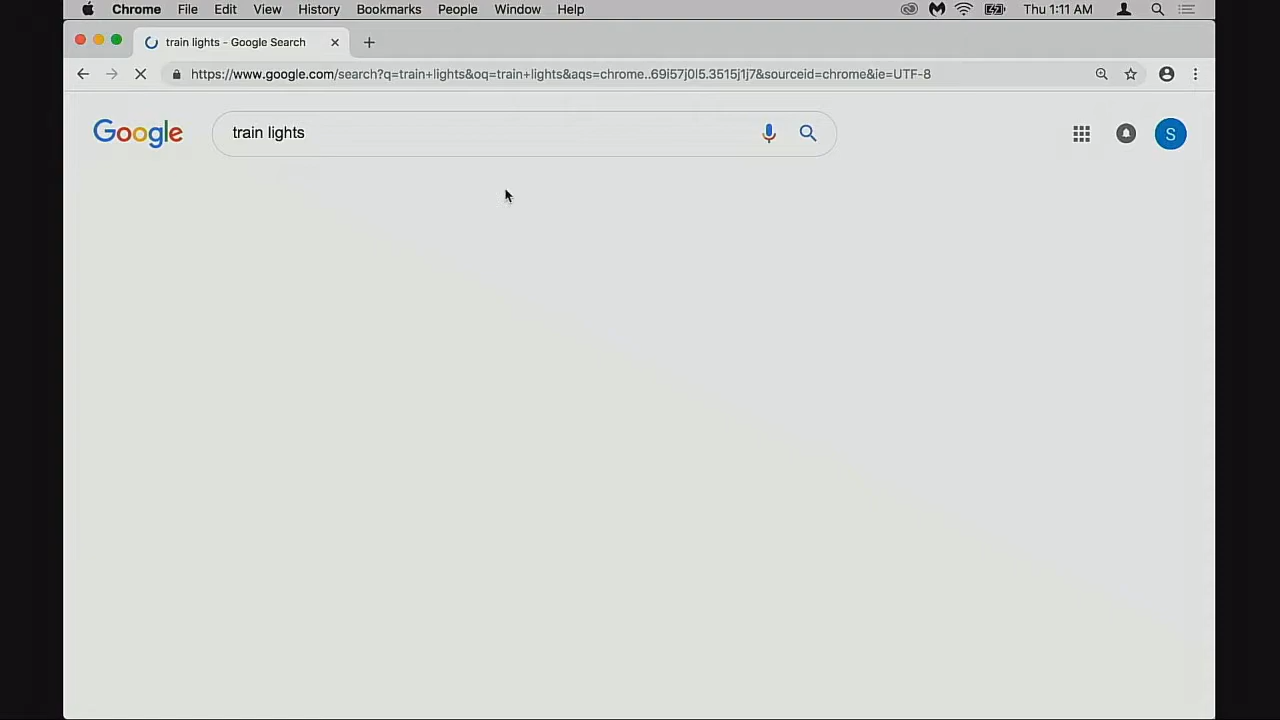 Chrome File Edit View History Bookmarks People Window Help Thu 1:11 AM
train lights - Google Search
https://www.google.com/search?q=train+lights&oq=train+lights&aqs=chrome..69i57j0l5.3515j1j7&sourceid=chrome&ie=UTF-8
Google train lights S